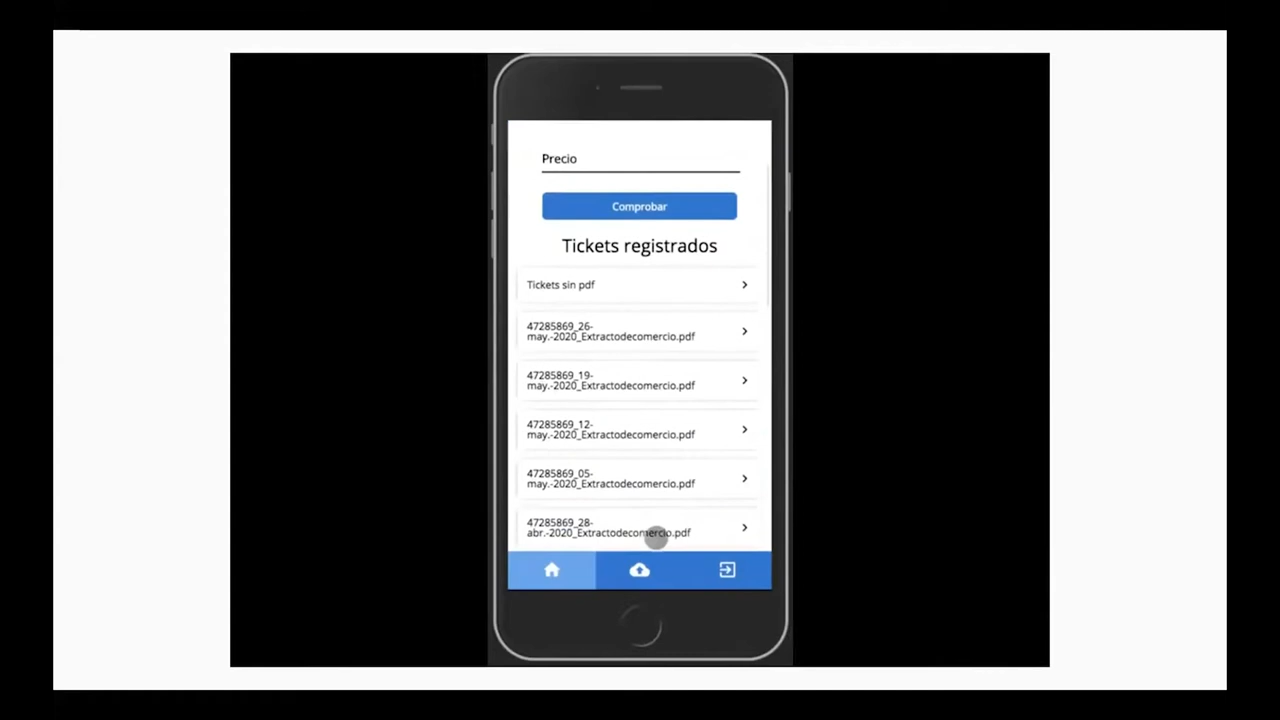 Precio
Comprobar
Tickets registrados
Tickets sin pdf
47285869_26-
may.-2020_Extractodecomercio.pdf
47285869_19-
may.-2020_Extractodecomercio.pdf
47285869_12-
may.-2020_Extractodecomercio.pdf
47285869_05-
may.-2020_Extractodecomercio.pdf
47285869_28-
abr.-2020_Extractodecomercio.pdf